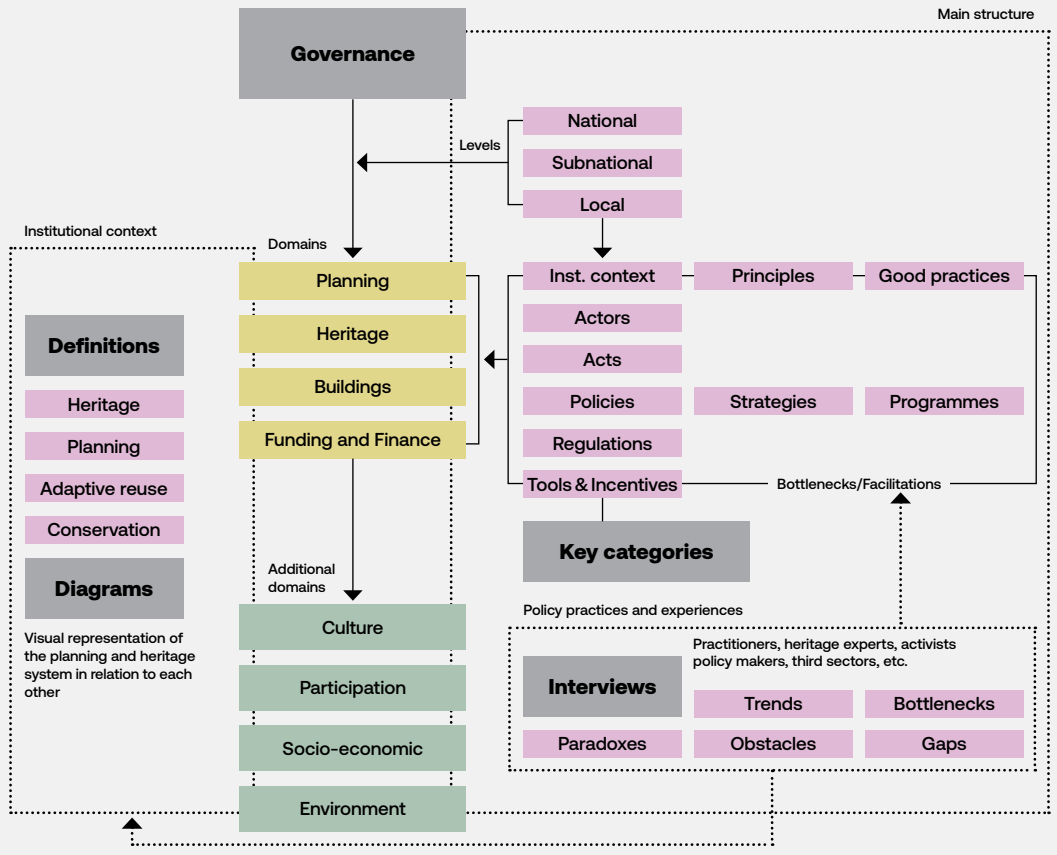 Main structure
Governance
National
Levels
Subnational
Local
Institutional context
Domains
Planning
Heritage
Buildings
Funding and Finance
Inst. context
Principles
Good practices
Actors
Acts
Policies
Strategies
Programmes
Regulations
Tools & Incentives
Bottlenecks/Facilitations
Key categories
Definitions
Heritage
Planning
Adaptive reuse
Conservation
Diagrams
Visual representation of
the planning and heritage
system in relation to each
other
Additional
domains
Culture
Participation
Socio-economic
Environment
Policy practices and experiences
Practitioners, heritage experts, activists
policy makers, third sectors, etc.
Interviews
Trends
Bottlenecks
Paradoxes
Obstacles
Gaps